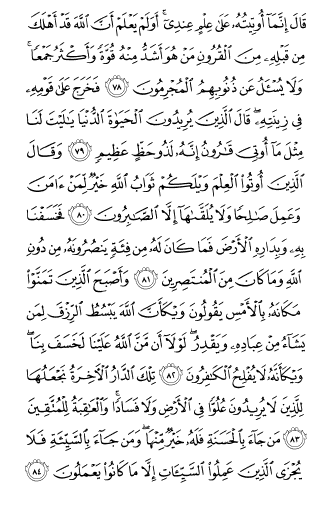 قَالَ إِنَّمَآ أُوتِيتُهُۥ عَلَىٰ عِلْمٍ عِندِىٓ ۚ أَوَلَمْ يَعْلَمْ أَنَّ ٱللَّهَ قَدْ أَهْلَكَ
مِن قَبْلِهِۦ مِنَ ٱلْقُرُونِ مَنْ هُوَ أَشَدُّ مِنْهُ قُوَّةً وَأَكْثَرُ جَمْعًا ۚ
وَلَا يُسْـَٔلُ عَن ذُنُوبِهِمُ ٱلْمُجْرِمُونَ ٧٨ فَخَرَجَ عَلَىٰ قَوْمِهِۦ
فِى زِينَتِهِۦ ۖ قَالَ ٱلَّذِينَ يُرِيدُونَ ٱلْحَيَوٰةَ ٱلدُّنْيَا يَٰلَيْتَ لَنَا
مِثْلَ مَآ أُوتِىَ قَٰرُونُ إِنَّهُۥ لَذُو حَظٍّ عَظِيمٍ ٧٩ وَقَالَ
ٱلَّذِينَ أُوتُوا۟ ٱلْعِلْمَ وَيْلَكُمْ ثَوَابُ ٱللَّهِ خَيْرٌ لِّمَنْ ءَامَنَ
وَعَمِلَ صَٰلِحًا وَلَا يُلَقَّىٰهَآ إِلَّا ٱلصَّٰبِرُونَ ٨٠ فَخَسَفْنَا
بِهِۦ وَبِدَارِهِ ٱلْأَرْضَ فَمَا كَانَ لَهُۥ مِن فِئَةٍ يَنصُرُونَهُۥ مِن دُونِ
ٱللَّهِ وَمَا كَانَ مِنَ ٱلْمُنتَصِرِينَ ٨١ وَأَصْبَحَ ٱلَّذِينَ تَمَنَّوْا۟
مَكَانَهُۥ بِٱلْأَمْسِ يَقُولُونَ وَيْكَأَنَّ ٱللَّهَ يَبْسُطُ ٱلرِّزْقَ لِمَن
يَشَآءُ مِنْ عِبَادِهِۦ وَيَقْدِرُ ۖ لَوْلَآ أَن مَّنَّ ٱللَّهُ عَلَيْنَا لَخَسَفَ بِنَا ۖ
وَيْكَأَنَّهُۥ لَا يُفْلِحُ ٱلْكَٰفِرُونَ ٨٢ تِلْكَ ٱلدَّارُ ٱلْءَاخِرَةُ نَجْعَلُهَا
لِلَّذِينَ لَا يُرِيدُونَ عُلُوًّا فِى ٱلْأَرْضِ وَلَا فَسَادًا ۚ وَٱلْعَٰقِبَةُ لِلْمُتَّقِينَ
٨٣ مَن جَآءَ بِٱلْحَسَنَةِ فَلَهُۥ خَيْرٌ مِّنْهَا ۖ وَمَن جَآءَ بِٱلسَّيِّئَةِ فَلَا
يُجْزَى ٱلَّذِينَ عَمِلُوا۟ ٱلسَّيِّـَٔاتِ إِلَّا مَا كَانُوا۟ يَعْمَلُونَ ٨٤